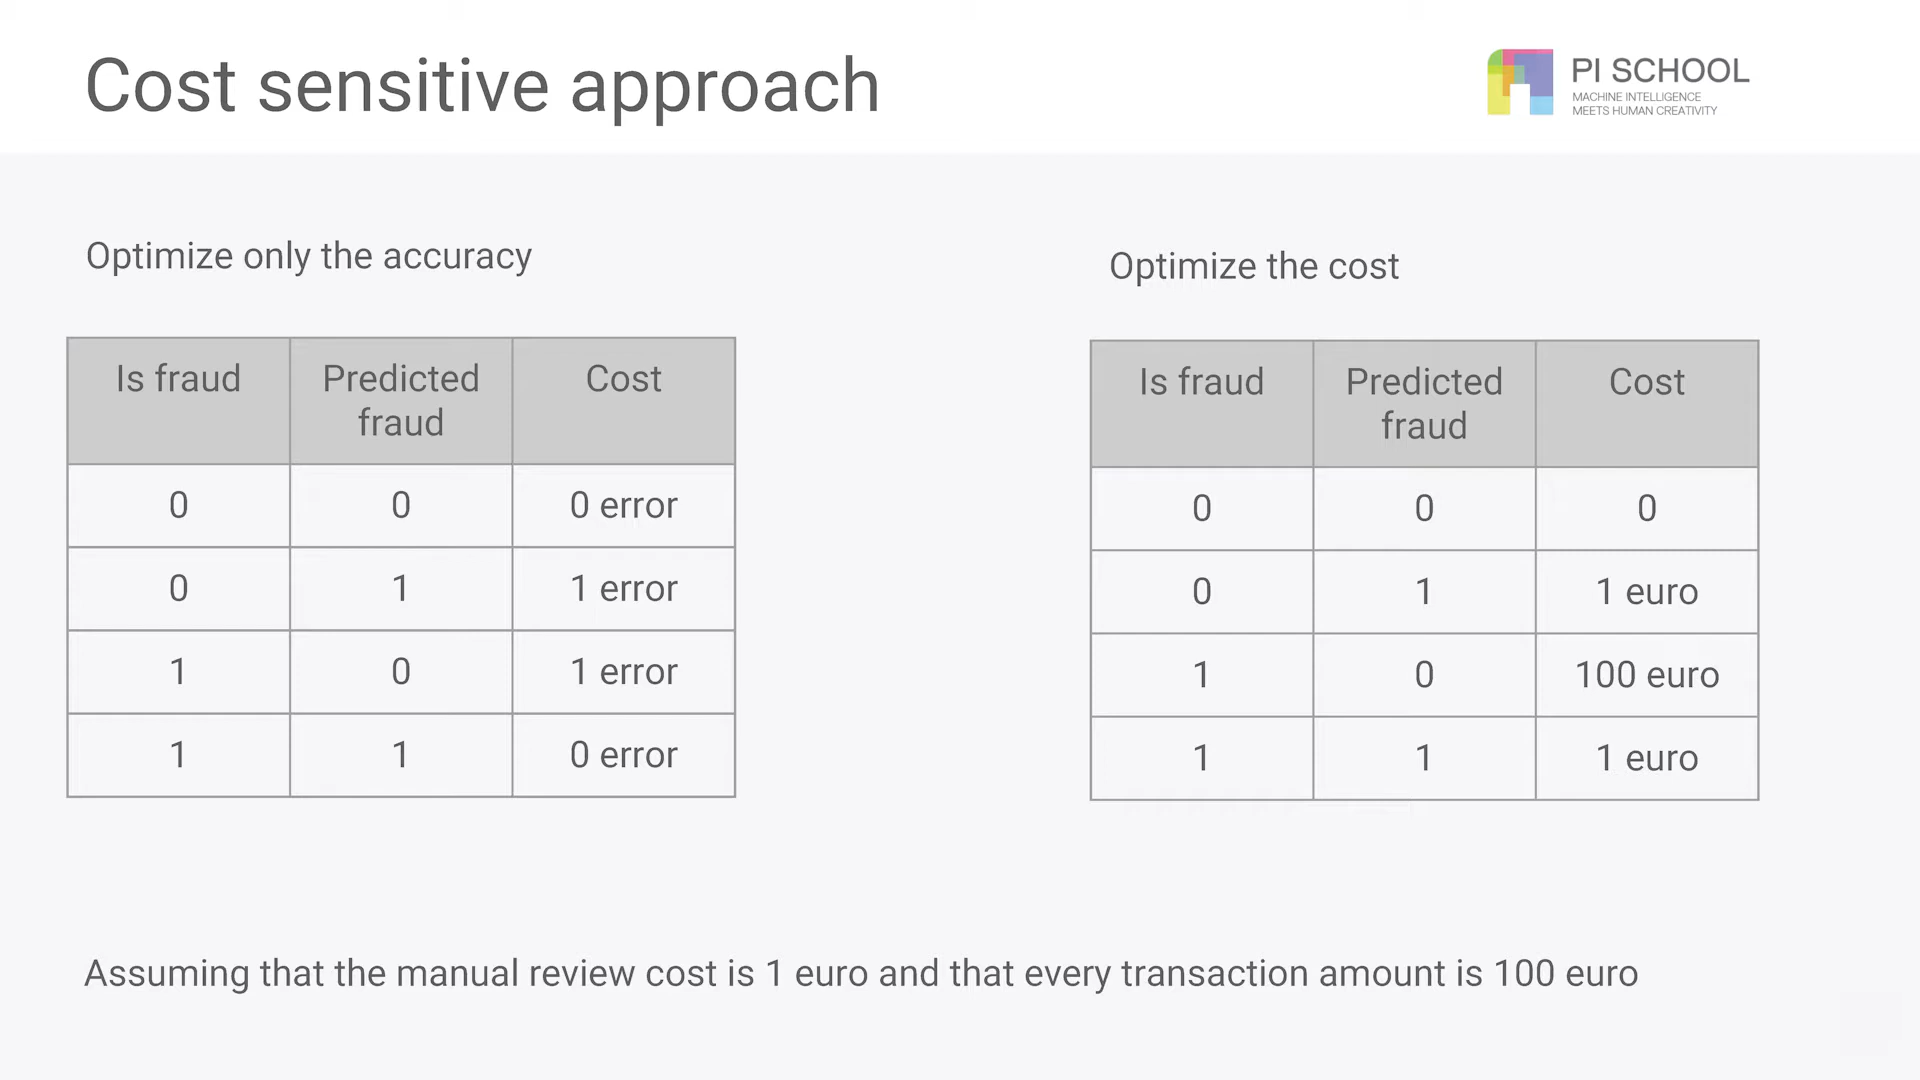 Cost sensitive approach
PI SCHOOL
MACHINE INTELLIGENCE
MEETS HUMAN CREATIVITY
Optimize only the accuracy
Is fraud Predicted fraud Cost
0 0 0 error
0 1 1 error
1 0 1 error
1 1 0 error
Optimize the cost
Is fraud Predicted fraud Cost
0 0 0
0 1 1 euro
1 0 100 euro
1 1 1 euro
Assuming that the manual review cost is 1 euro and that every transaction amount is 100 euro